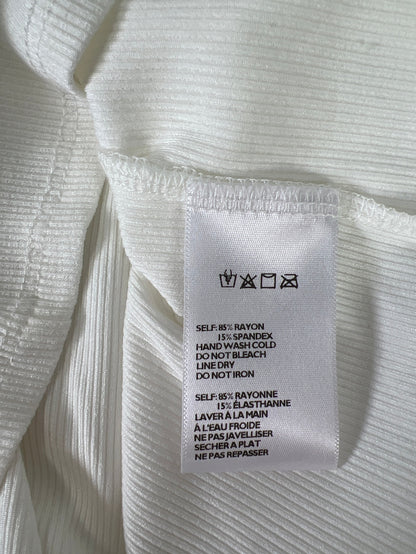 SELF: 85% RAYON
15% SPANDEX
HAND WASH COLD
DO NOT BLEACH
LINE DRY
DO NOT IRON
SELF: 85% RAYONNE
15% ÉLASTHANNE
LAVER À LA MAIN
À L'EAU FROIDE
NE PAS JAVELLISER
SECHER A PLAT
NE PAS REPASSER